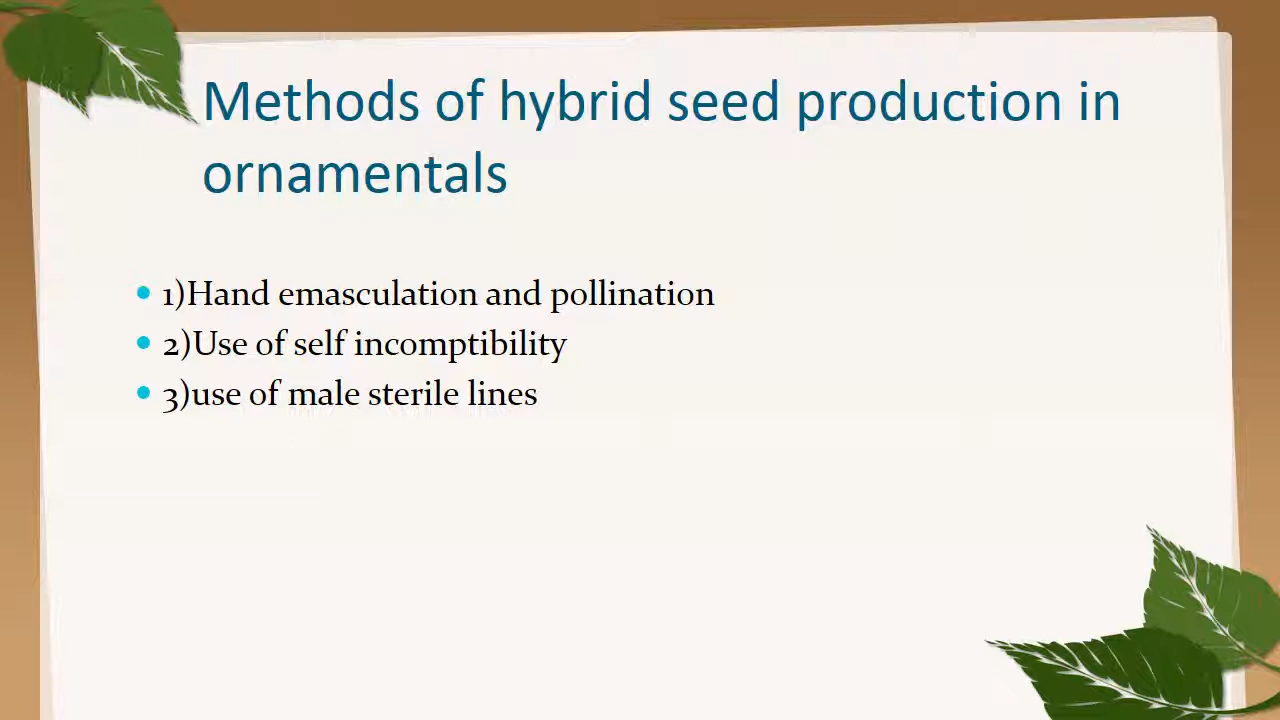 Methods of hybrid seed production in
ornamentals
• 1)Hand emasculation and pollination
• 2)Use of self incomptibility
• 3)use of male sterile lines